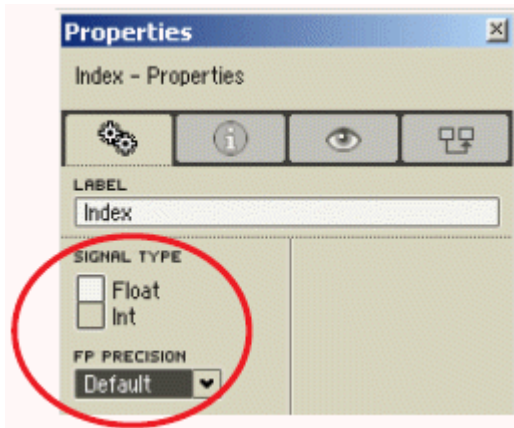 Properties
Index - Properties
LABEL
Index
SIGNAL TYPE
Float
Int
FP PRECISION
Default